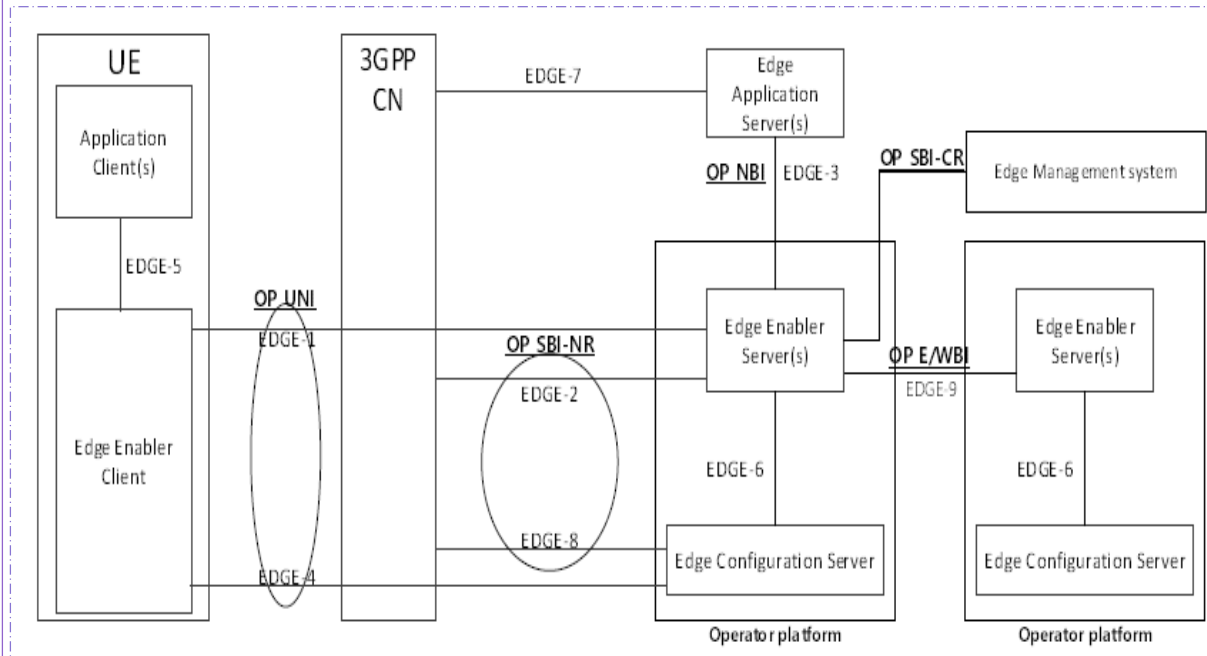 UE
3GPP
CN
EDGE-7
Edge
Application
Server(s)
Application
Client(s)
OP NBI
EDGE-3
OP SBI-CR
Edge Management system
EDGE-5
OP UNI
EDGE-1
Edge Enabler
Server(s)
Edge Enabler
Server(s)
OP SBI-NR
OP E/WBI
EDGE-2
EDGE-9
Edge Enabler
Client
EDGE-6
EDGE-6
EDGE-8
Edge Configuration Server
Edge Configuration Server
EDGE-4
Operator platform
Operator platform